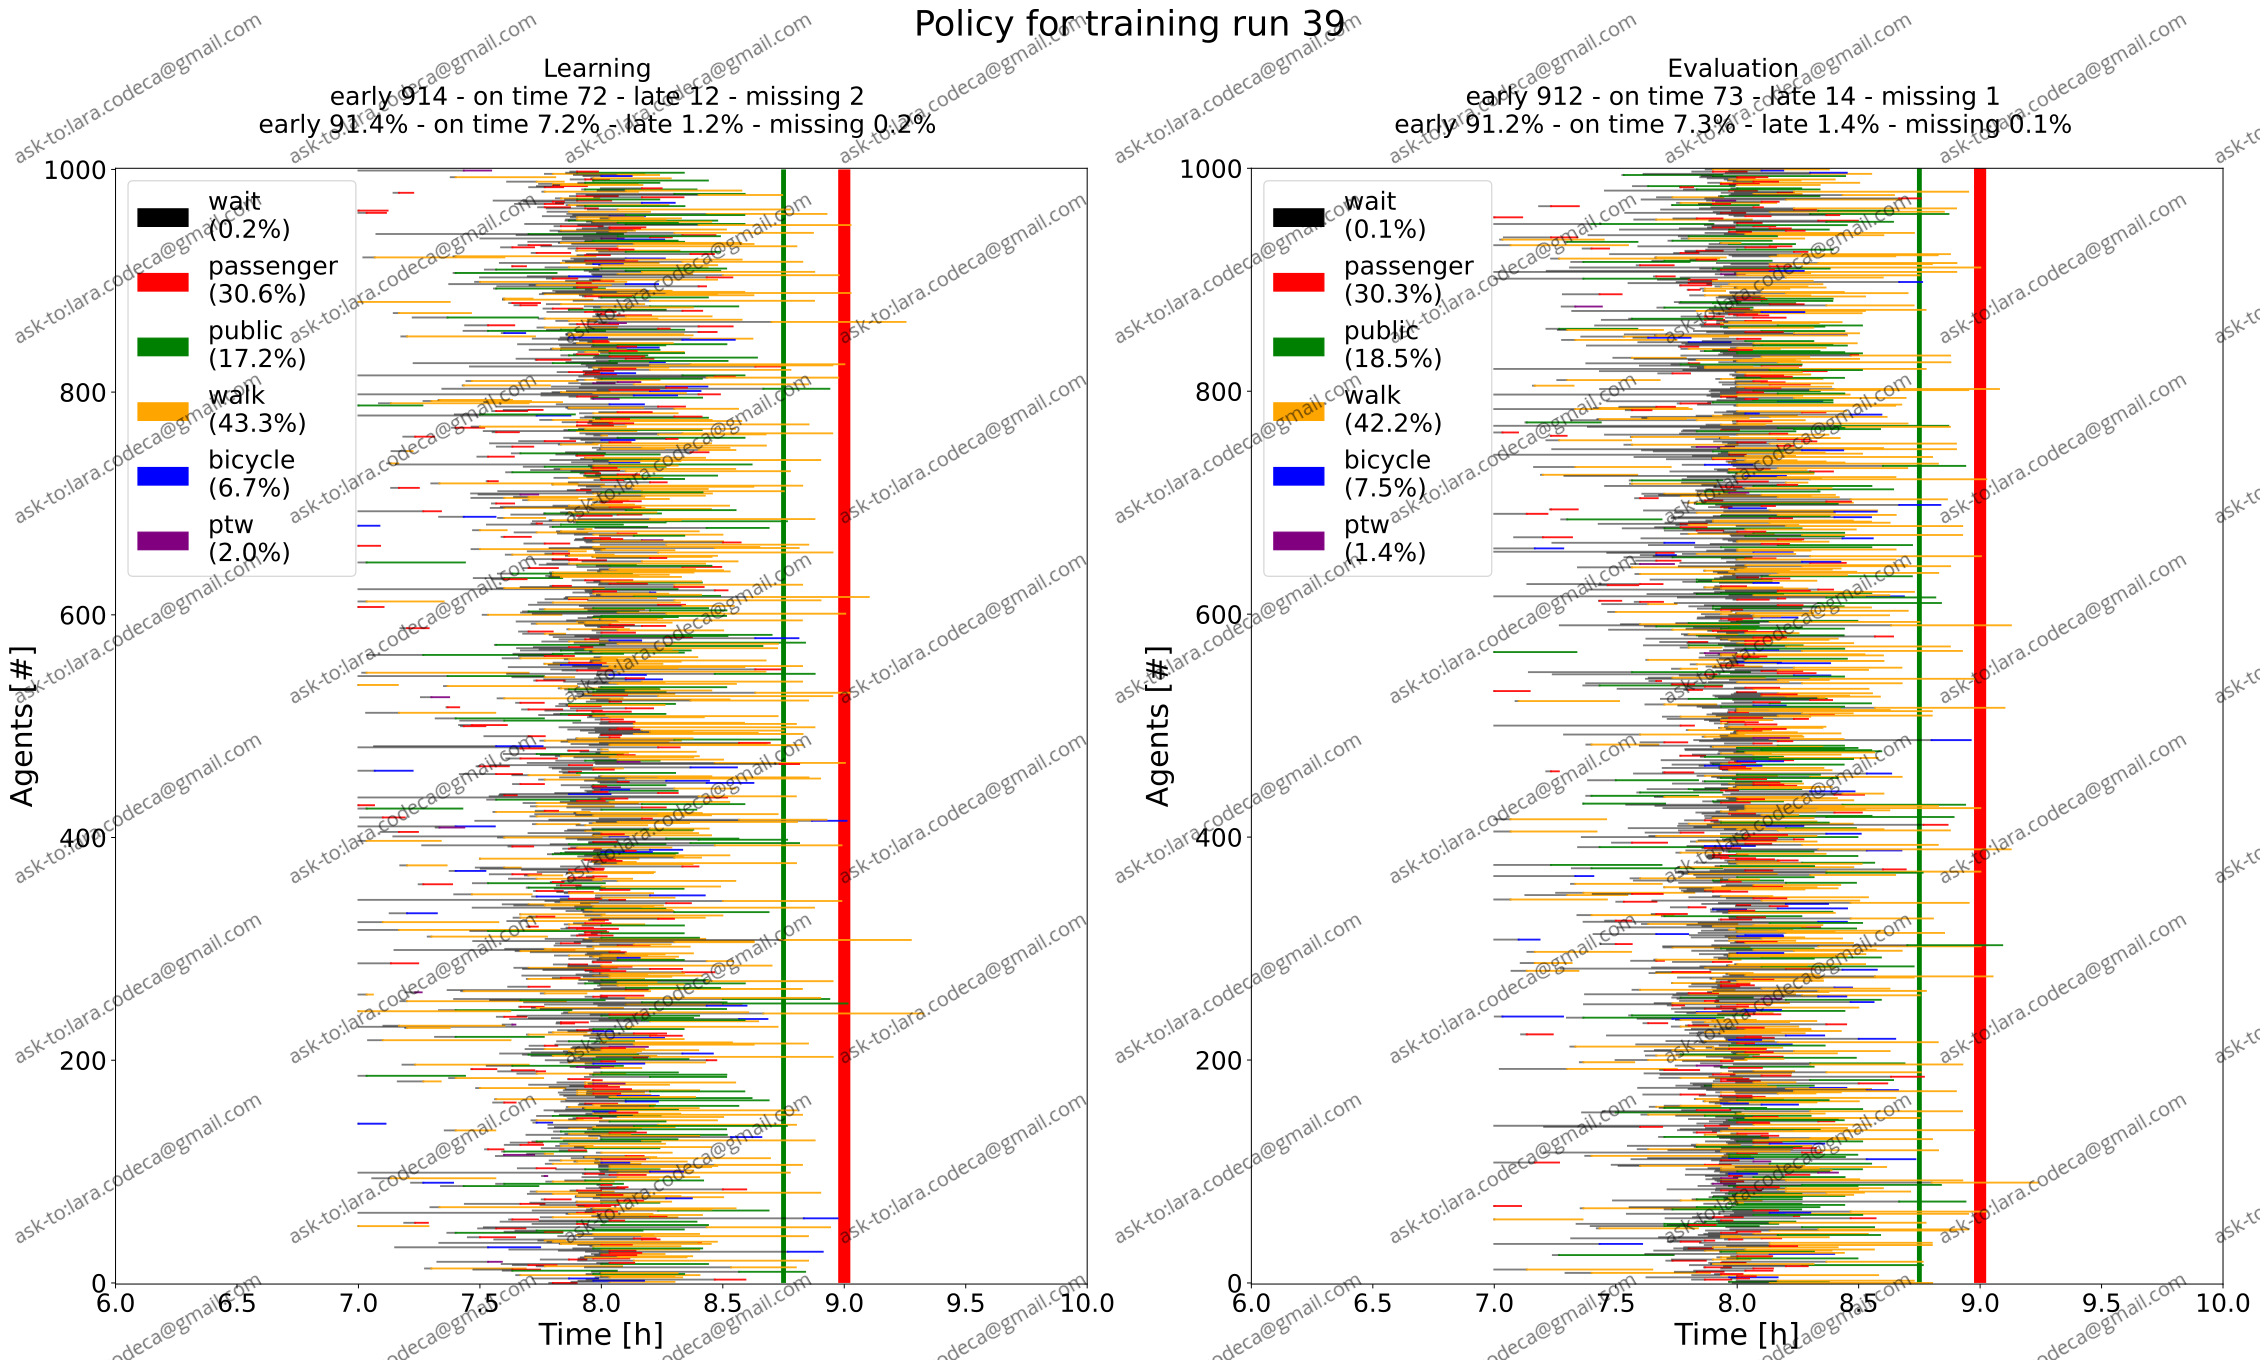 Policy for training run 39
Learning
early 914 - on time 72 - late 12 - missing 2
early 91.4% - on time 7.2% - late 1.2% - missing 0.2%
wait
(0.2%)
passenger
(30.6%)
public
(17.2%)
walk
(43.3%)
bicycle
(6.7%)
ptw
(2.0%)
1000
800
600
400
200
0
Agents [#]
6.0 6.5 7.0 7.5 8.0 8.5 9.0 9.5 10.0
Time [h]
Evaluation
early 912 - on time 73 - late 14 - missing 1
early 91.2% - on time 7.3% - late 1.4% - missing 0.1%
wait
(0.1%)
passenger
(30.3%)
public
(18.5%)
walk
(42.2%)
bicycle
(7.5%)
ptw
(1.4%)
1000
800
600
400
200
0
Agents [#]
6.0 6.5 7.0 7.5 8.0 8.5 9.0 9.5 10.0
Time [h]
ask-to:lara.codeca@gmail.com